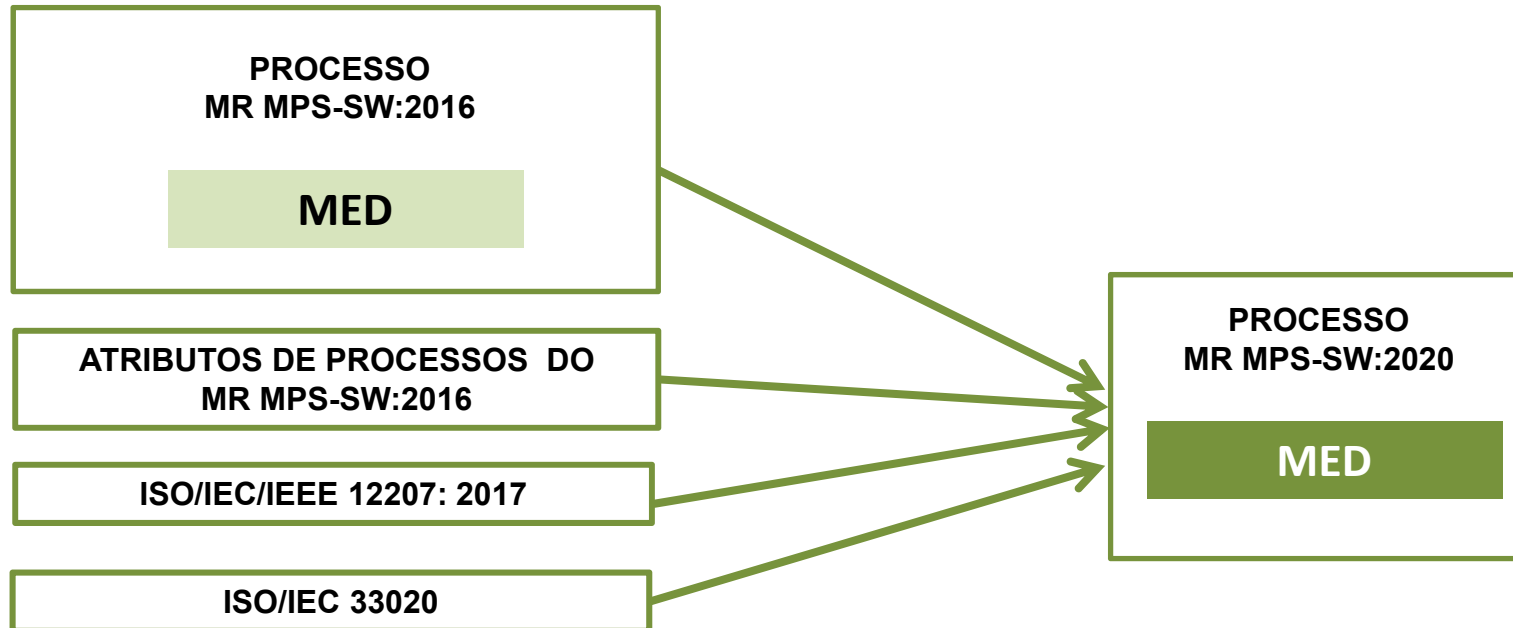 PROCESSO
MR MPS-SW:2016
MED
ATRIBUTOS DE PROCESSOS DO
MR MPS-SW:2016
ISO/IEC/IEEE 12207: 2017
ISO/IEC 33020
PROCESSO
MR MPS-SW:2020
MED